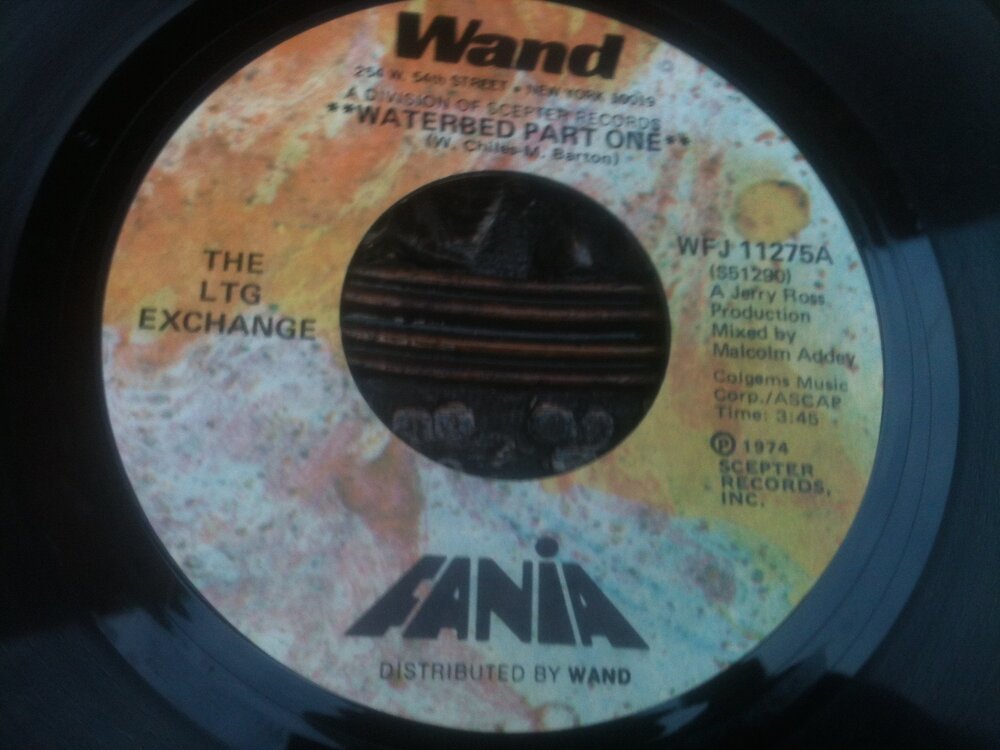 Wand
254 W. 54th STREET • NEW YORK 10019
A DIVISION OF SCEPTER RECORDS
**WATERBED PART ONE**
(W. Chiles-M. Barton)
THE
LTG
EXCHANGE
WFJ 11275A
(S51290)
A Jerry Ross
Production
Mixed by
Malcolm Addey
Colgems Music
Corp./ASCAP
Time: 3:45
Ⓟ 1974
SCEPTER
RECORDS,
INC.
FANiA
DISTRIBUTED BY WAND